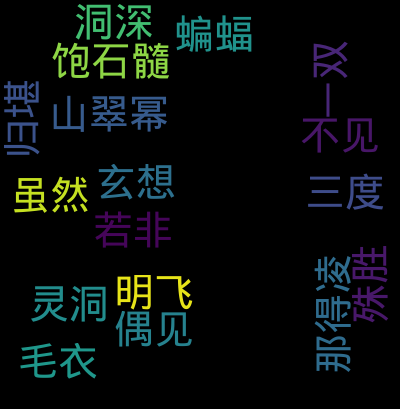 洞深
蝙蝠
饱石髓
一双
归堪
山翠幂
不见
玄想
虽然
三度
若非
殊胜
那得凌
明飞
灵洞
偶见
毛衣